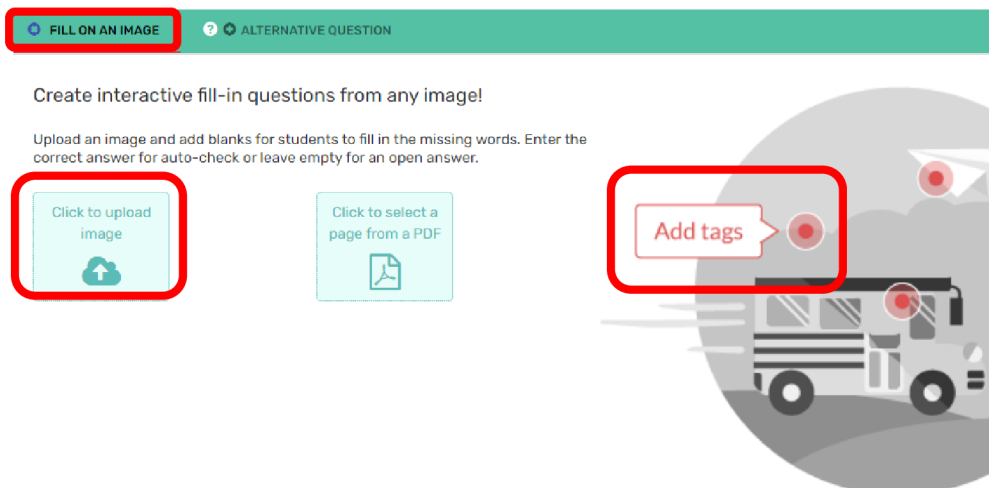 FILL ON AN IMAGE
? ALTERNATIVE QUESTION
Create interactive fill-in questions from any image!
Upload an image and add blanks for students to fill in the missing words. Enter the
correct answer for auto-check or leave empty for an open answer.
Click to upload
image
Click to select a
page from a PDF
Add tags